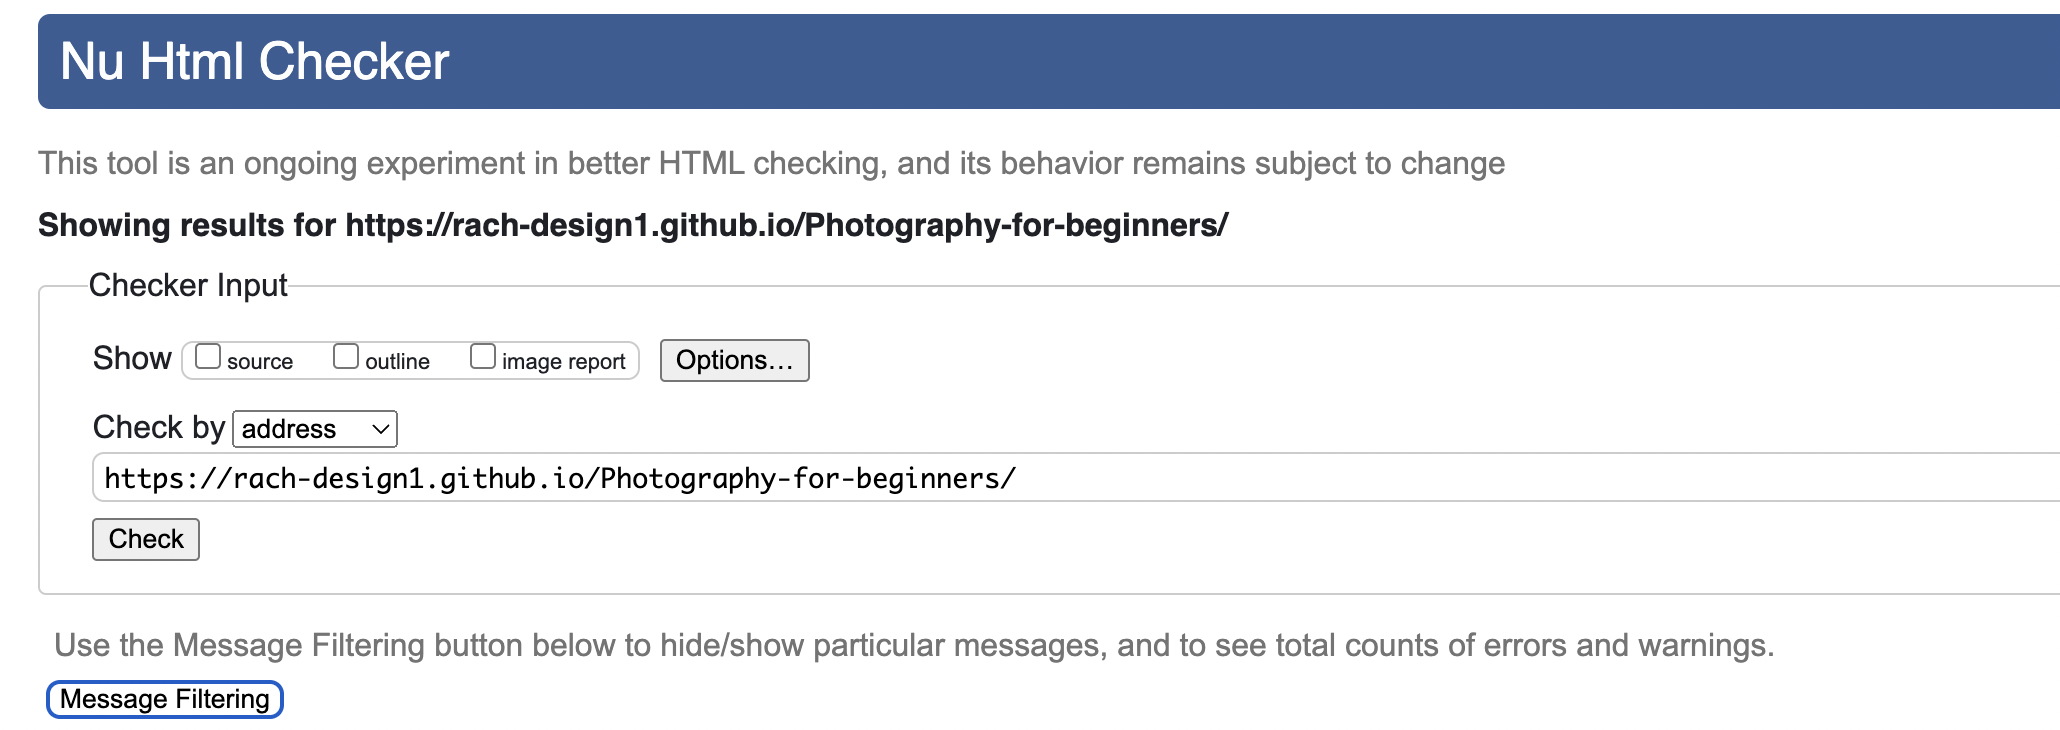 Nu Html Checker
This tool is an ongoing experiment in better HTML checking, and its behavior remains subject to change
Showing results for https://rach-design1.github.io/Photography-for-beginners/
Checker Input
Show source outline image report Options...
Check by address
https://rach-design1.github.io/Photography-for-beginners/
Check
Use the Message Filtering button below to hide/show particular messages, and to see total counts of errors and warnings.
Message Filtering